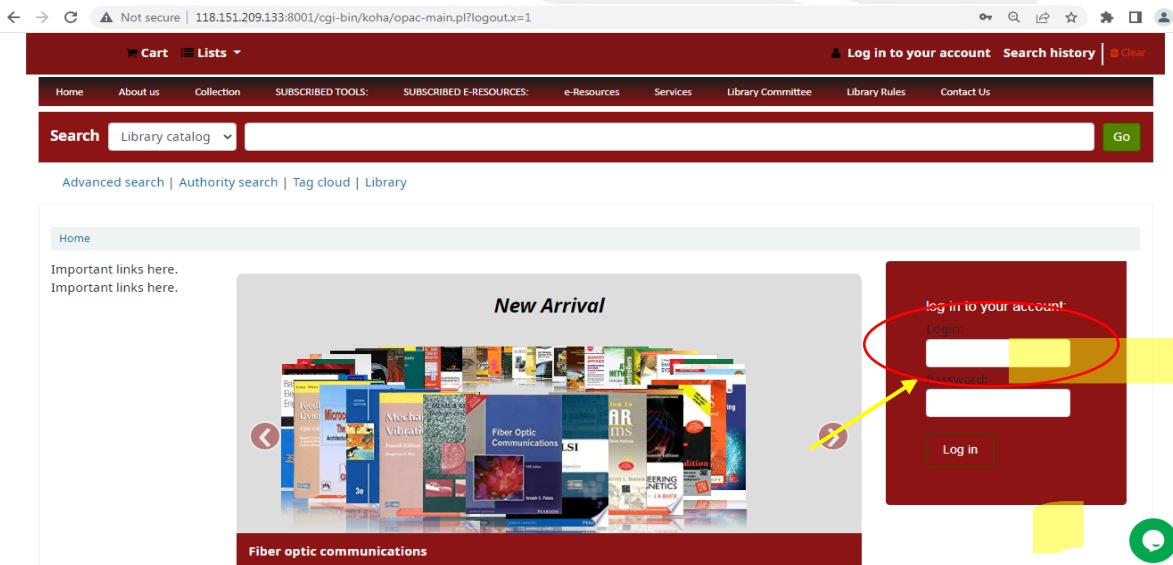 Not secure | 118.151.209.133:8001/cgi-bin/koha/opac-main.pl?logout.x=1
Cart Lists Log in to your account Search history Clear
Home About us Collection SUBSCRIBED TOOLS: SUBSCRIBED E-RESOURCES: e-Resources Services Library Committee Library Rules Contact Us
Search Library catalog Go
Advanced search | Authority search | Tag cloud | Library
Home
Important links here.
Important links here.
New Arrival
Fiber Optic
Communications
Joseph C. Palais
PEARSON
3e
Fiber optic communications
log in to your account:
Login:
Password:
Log in